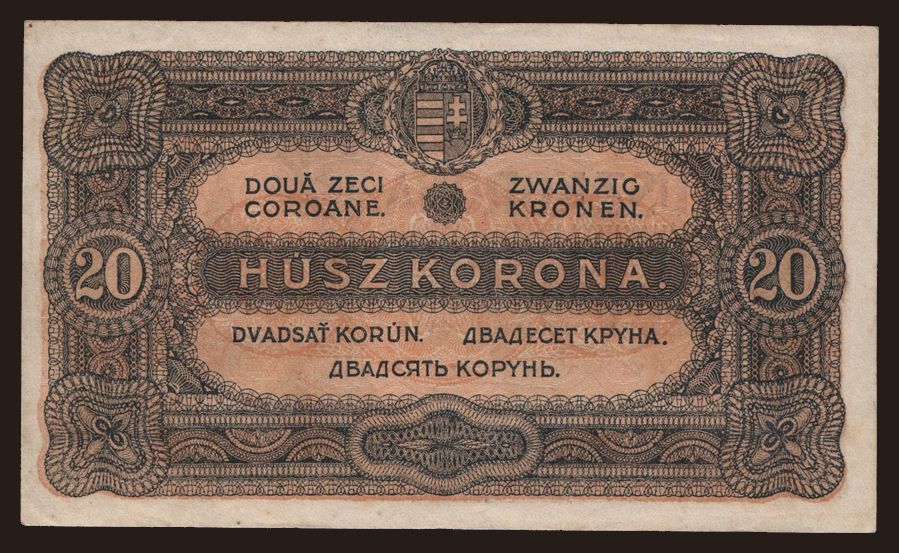 DOUĂ ZECI
COROANE.
ZWANZIG
KRONEN.
20
HÚSZ KORONA.
20
DVADSAŤ KORÚN.
ДВАДЕСЕТ КРУНА.
ДВАДСЯТЬ КОРУНЬ.